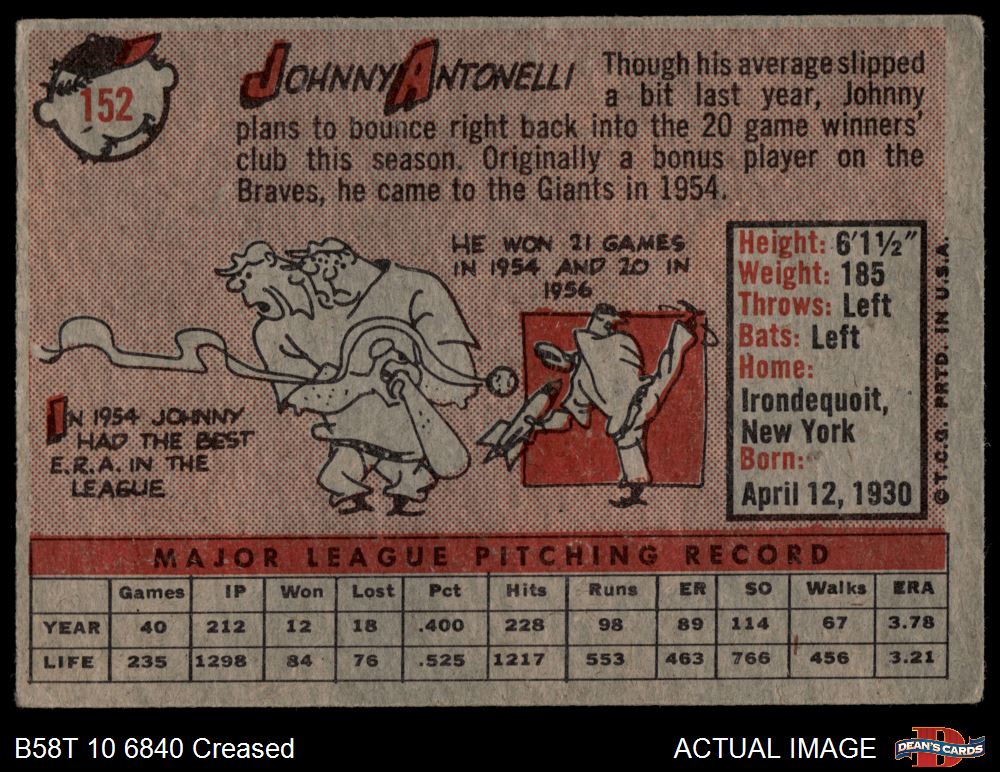 152
JOHNNY ANTONELLI
Though his average slipped
a bit last year, Johnny
plans to bounce right back into the 20 game winners'
club this season. Originally a bonus player on the
Braves, he came to the Giants in 1954.
HE WON 21 GAMES
IN 1954 AND 20 IN
1956
IN 1954 JOHNNY
HAD THE BEST
E.R.A. IN THE
LEAGUE
Height: 6'1½"
Weight: 185
Throws: Left
Bats: Left
Home:
Irondequoit,
New York
Born:
April 12, 1930
© T.C.G. PRTD. IN U.S.A.
MAJOR LEAGUE PITCHING RECORD
Games IP Won Lost Pct Hits Runs ER SO Walks ERA
YEAR 40 212 12 18 .400 228 98 89 114 67 3.78
LIFE 235 1298 84 76 .525 1217 553 463 766 456 3.21
B58T 10 6840 Creased
ACTUAL IMAGE
DEAN'S CARDS